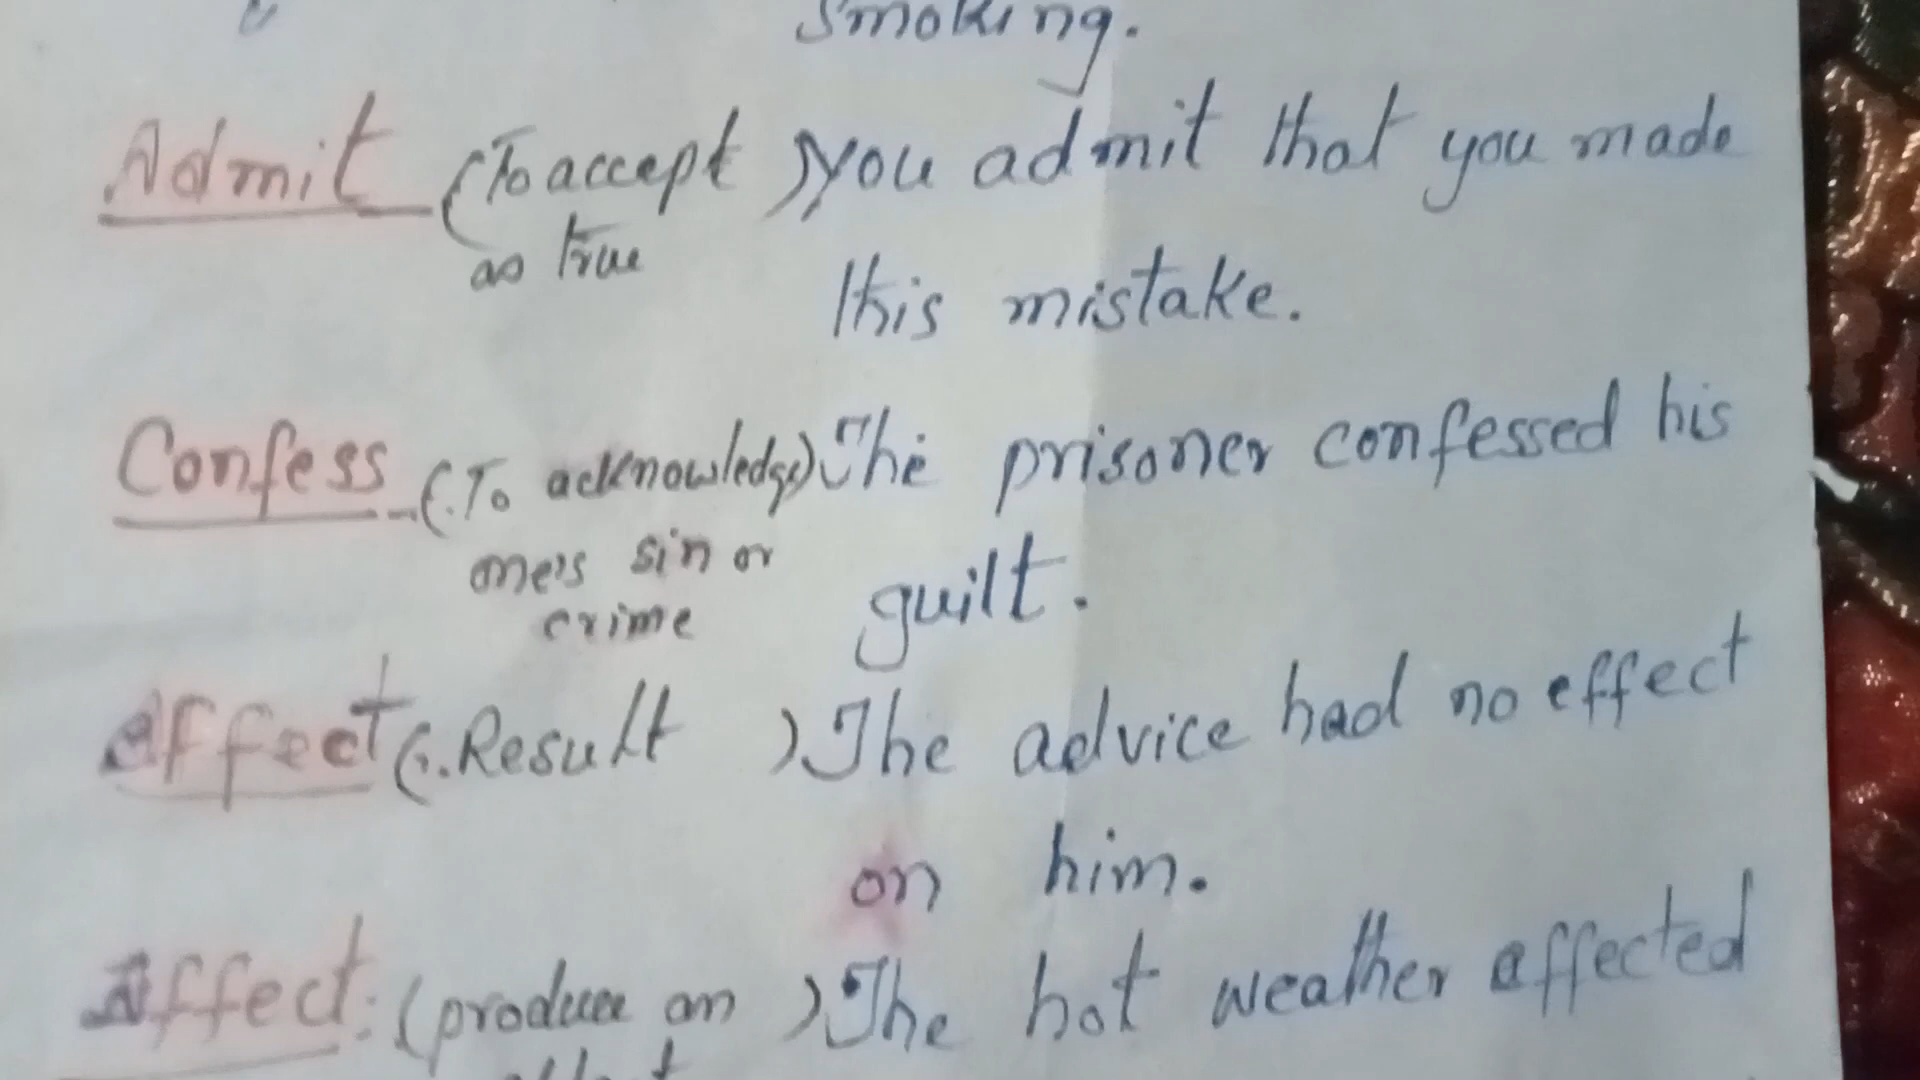 smoking.
Admit (To accept ) you admit that you made
as true
this mistake.
Confess - (.To acknowledge) The prisoner confessed his
one's sin or
guilt.
crime
effect (.Result ) The advice had no effect
on him.
Affect: (produce an ) The hot weather affected